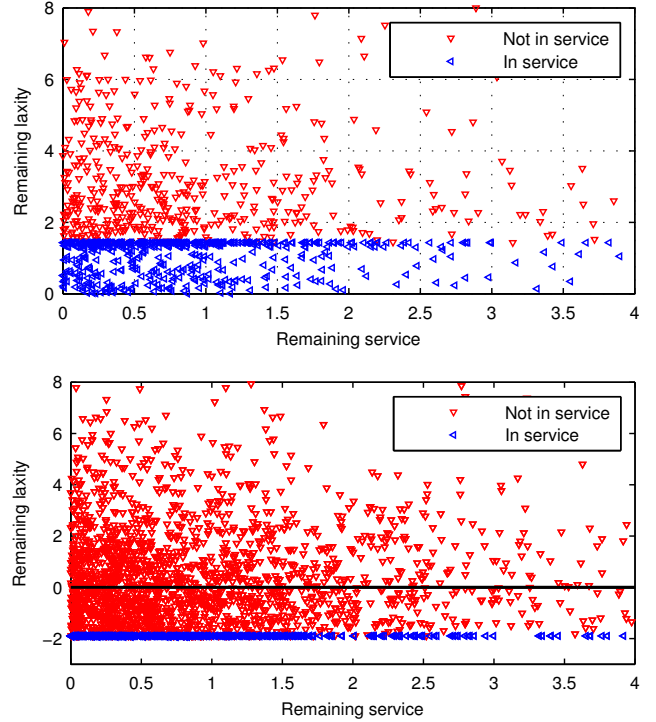 8
6
4
2
0
Remaining laxity
Not in service
In service
0 0.5 1 1.5 2 2.5 3 3.5 4
Remaining service
8
6
4
2
0
−2
Remaining laxity
Not in service
In service
0 0.5 1 1.5 2 2.5 3 3.5 4
Remaining service